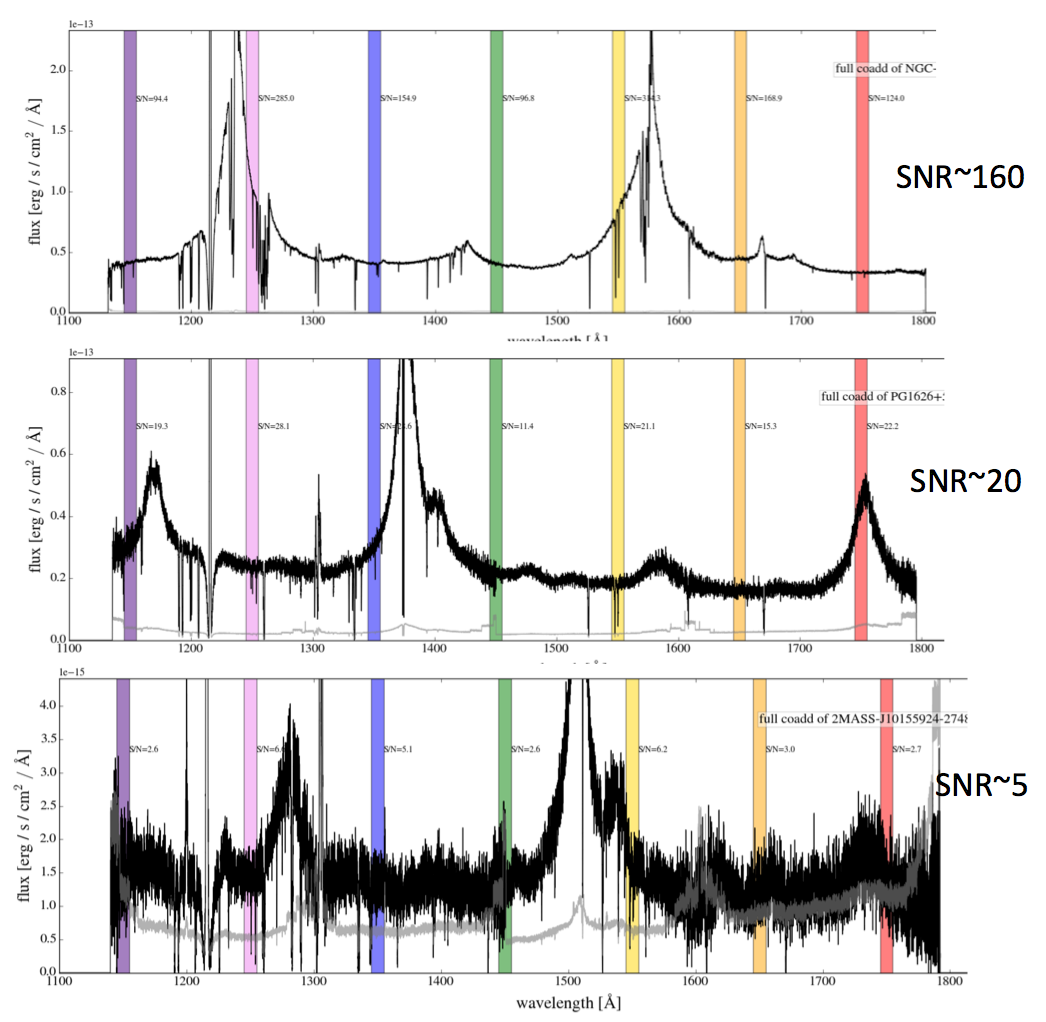 1e−13
full coadd of NGC-
S/N=94.4 S/N=285.0 S/N=154.9 S/N=96.8 S/N=314.3 S/N=168.9 S/N=124.0
SNR~160
flux [erg / s / cm² / Å]
2.0
1.5
1.0
0.5
0.0
1100 1200 1300 1400 1500 1600 1700 1800
wavelength [Å]
1e−13
full coadd of PG1626+
S/N=19.3 S/N=28.1 S/N=11.4 S/N=21.1 S/N=15.3 S/N=22.2
SNR~20
flux [erg / s / cm² / Å]
0.8
0.6
0.4
0.2
0.0
1100 1200 1300 1400 1500 1600 1700 1800
1e−15
full coadd of 2MASS-J10155924-2748
S/N=2.6 S/N=5.1 S/N=2.6 S/N=6.2 S/N=3.0 S/N=2.7
SNR~5
flux [erg / s / cm² / Å]
4.0
3.5
3.0
2.5
2.0
1.5
1.0
0.5
0.0
1100 1200 1300 1400 1500 1600 1700 1800
wavelength [Å]